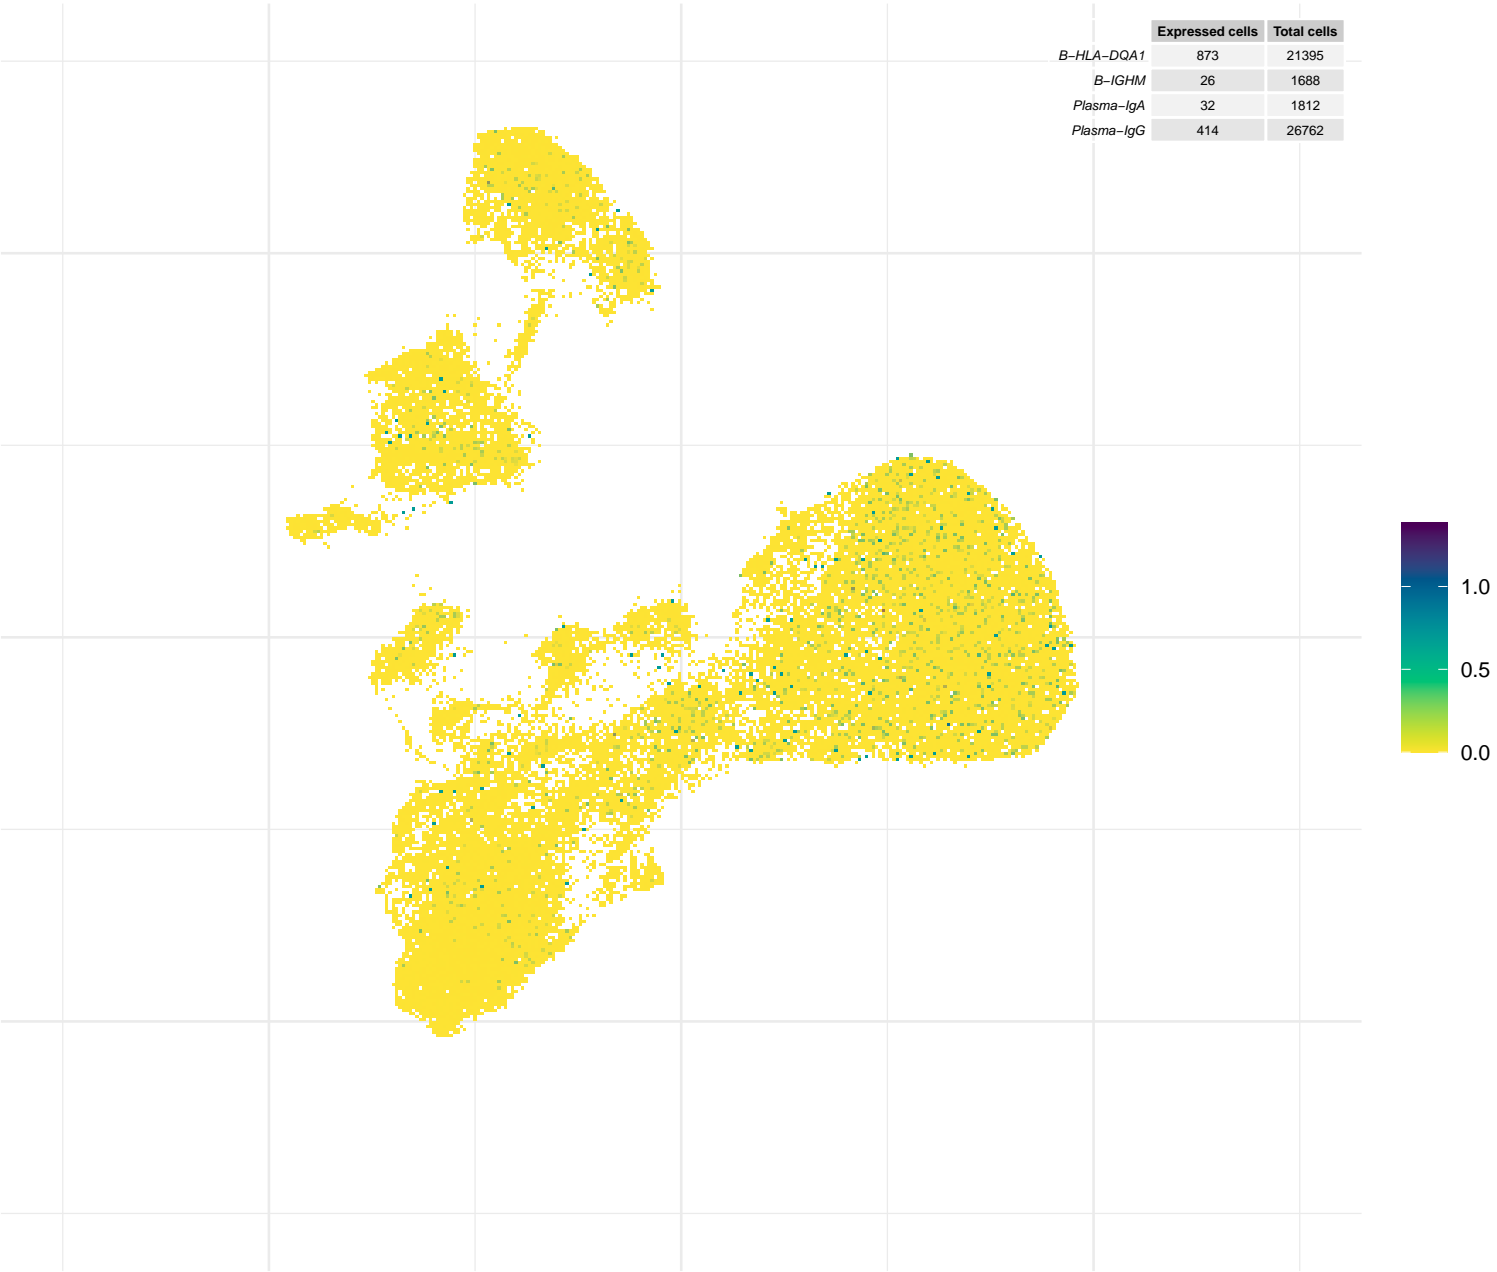 Expressed cells Total cells
B−HLA−DQA1 873 21395
B−IGHM 26 1688
Plasma−IgA 32 1812
Plasma−IgG 414 26762
1.0
0.5
0.0